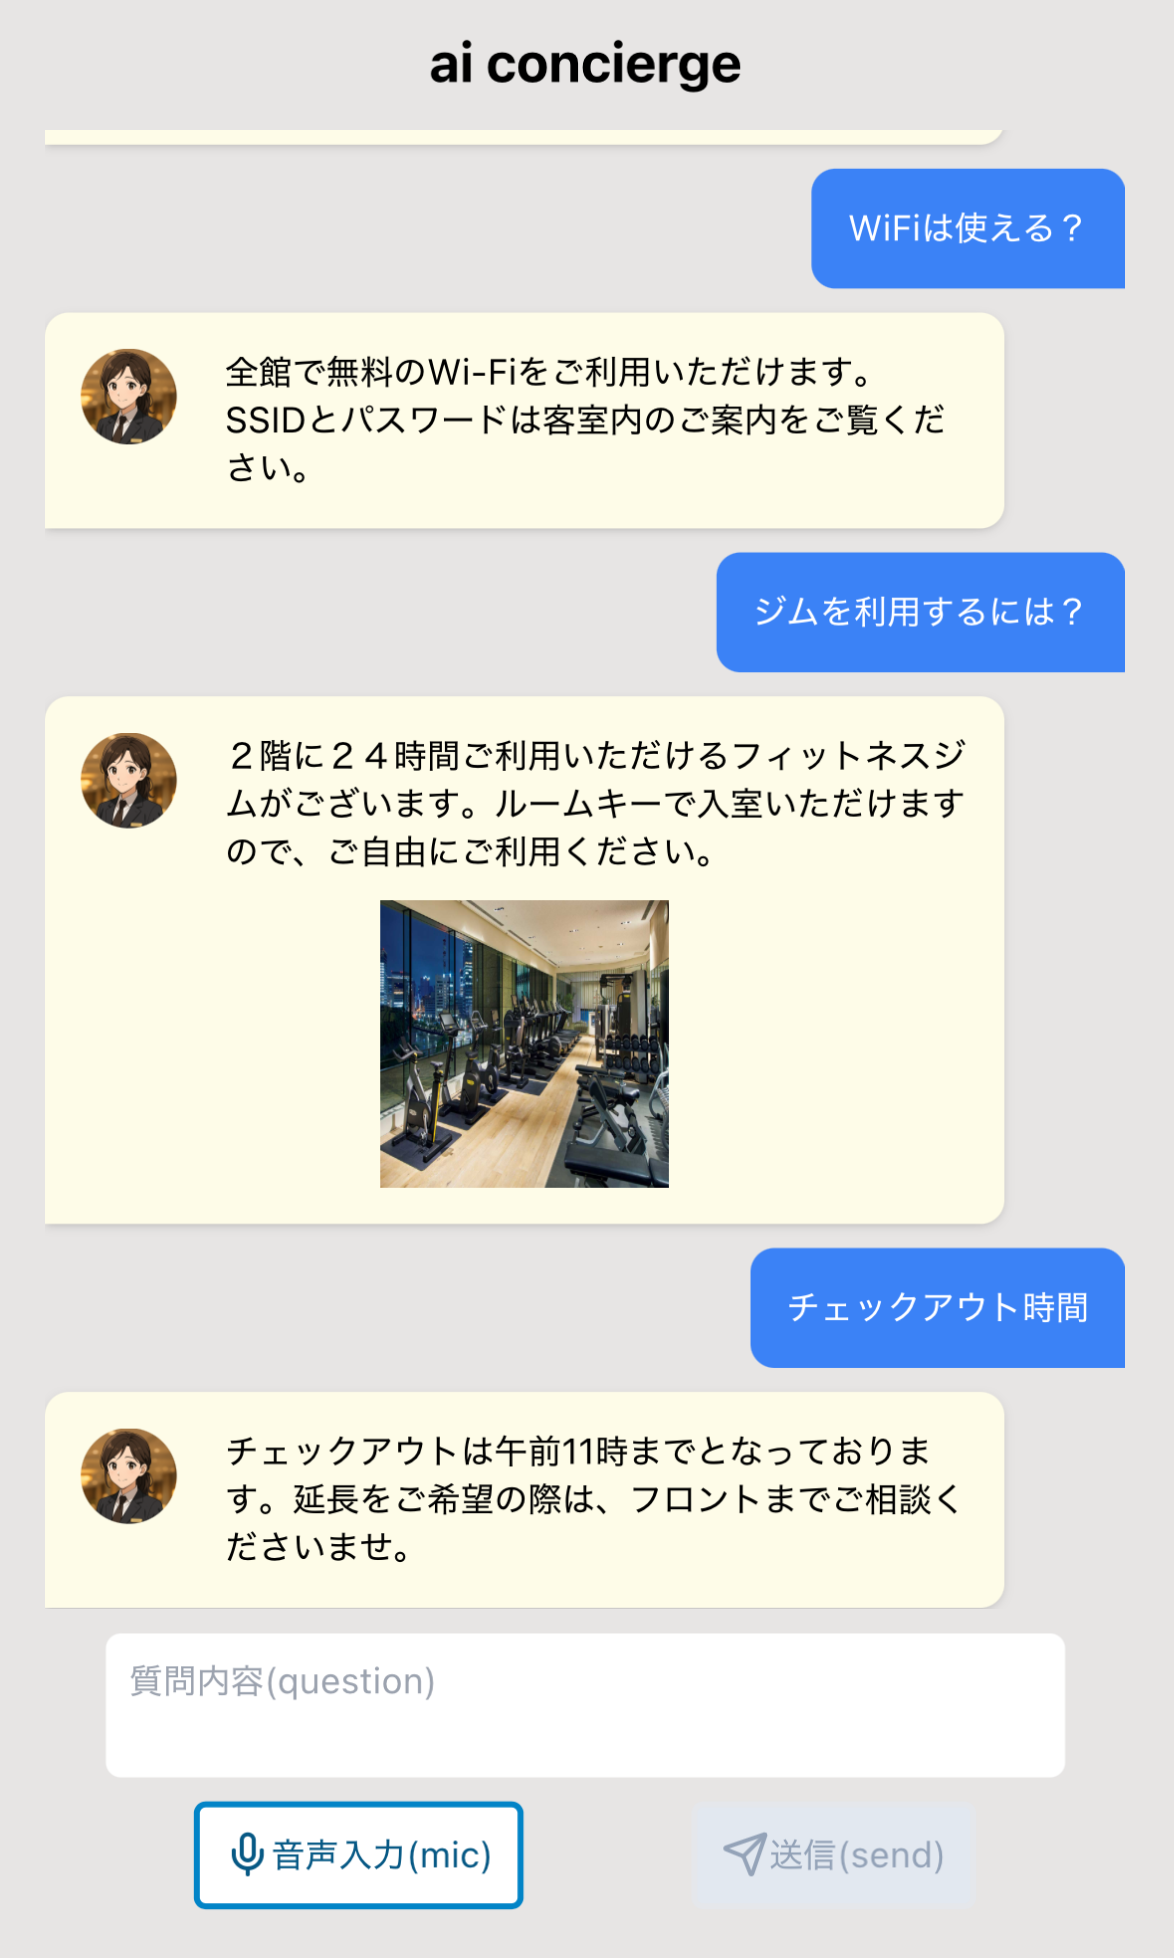 ai concierge
WiFiは使える？
全館で無料のWi-Fiをご利用いただけます。
SSIDとパスワードは客室内のご案内をご覧くだ
さい。
ジムを利用するには？
２階に２４時間ご利用いただけるフィットネスジ
ムがございます。ルームキーで入室いただけます
ので、ご自由にご利用ください。
チェックアウト時間
チェックアウトは午前11時までとなっておりま
す。延長をご希望の際は、フロントまでご相談く
ださいませ。
質問内容(question)
音声入力(mic)
送信(send)